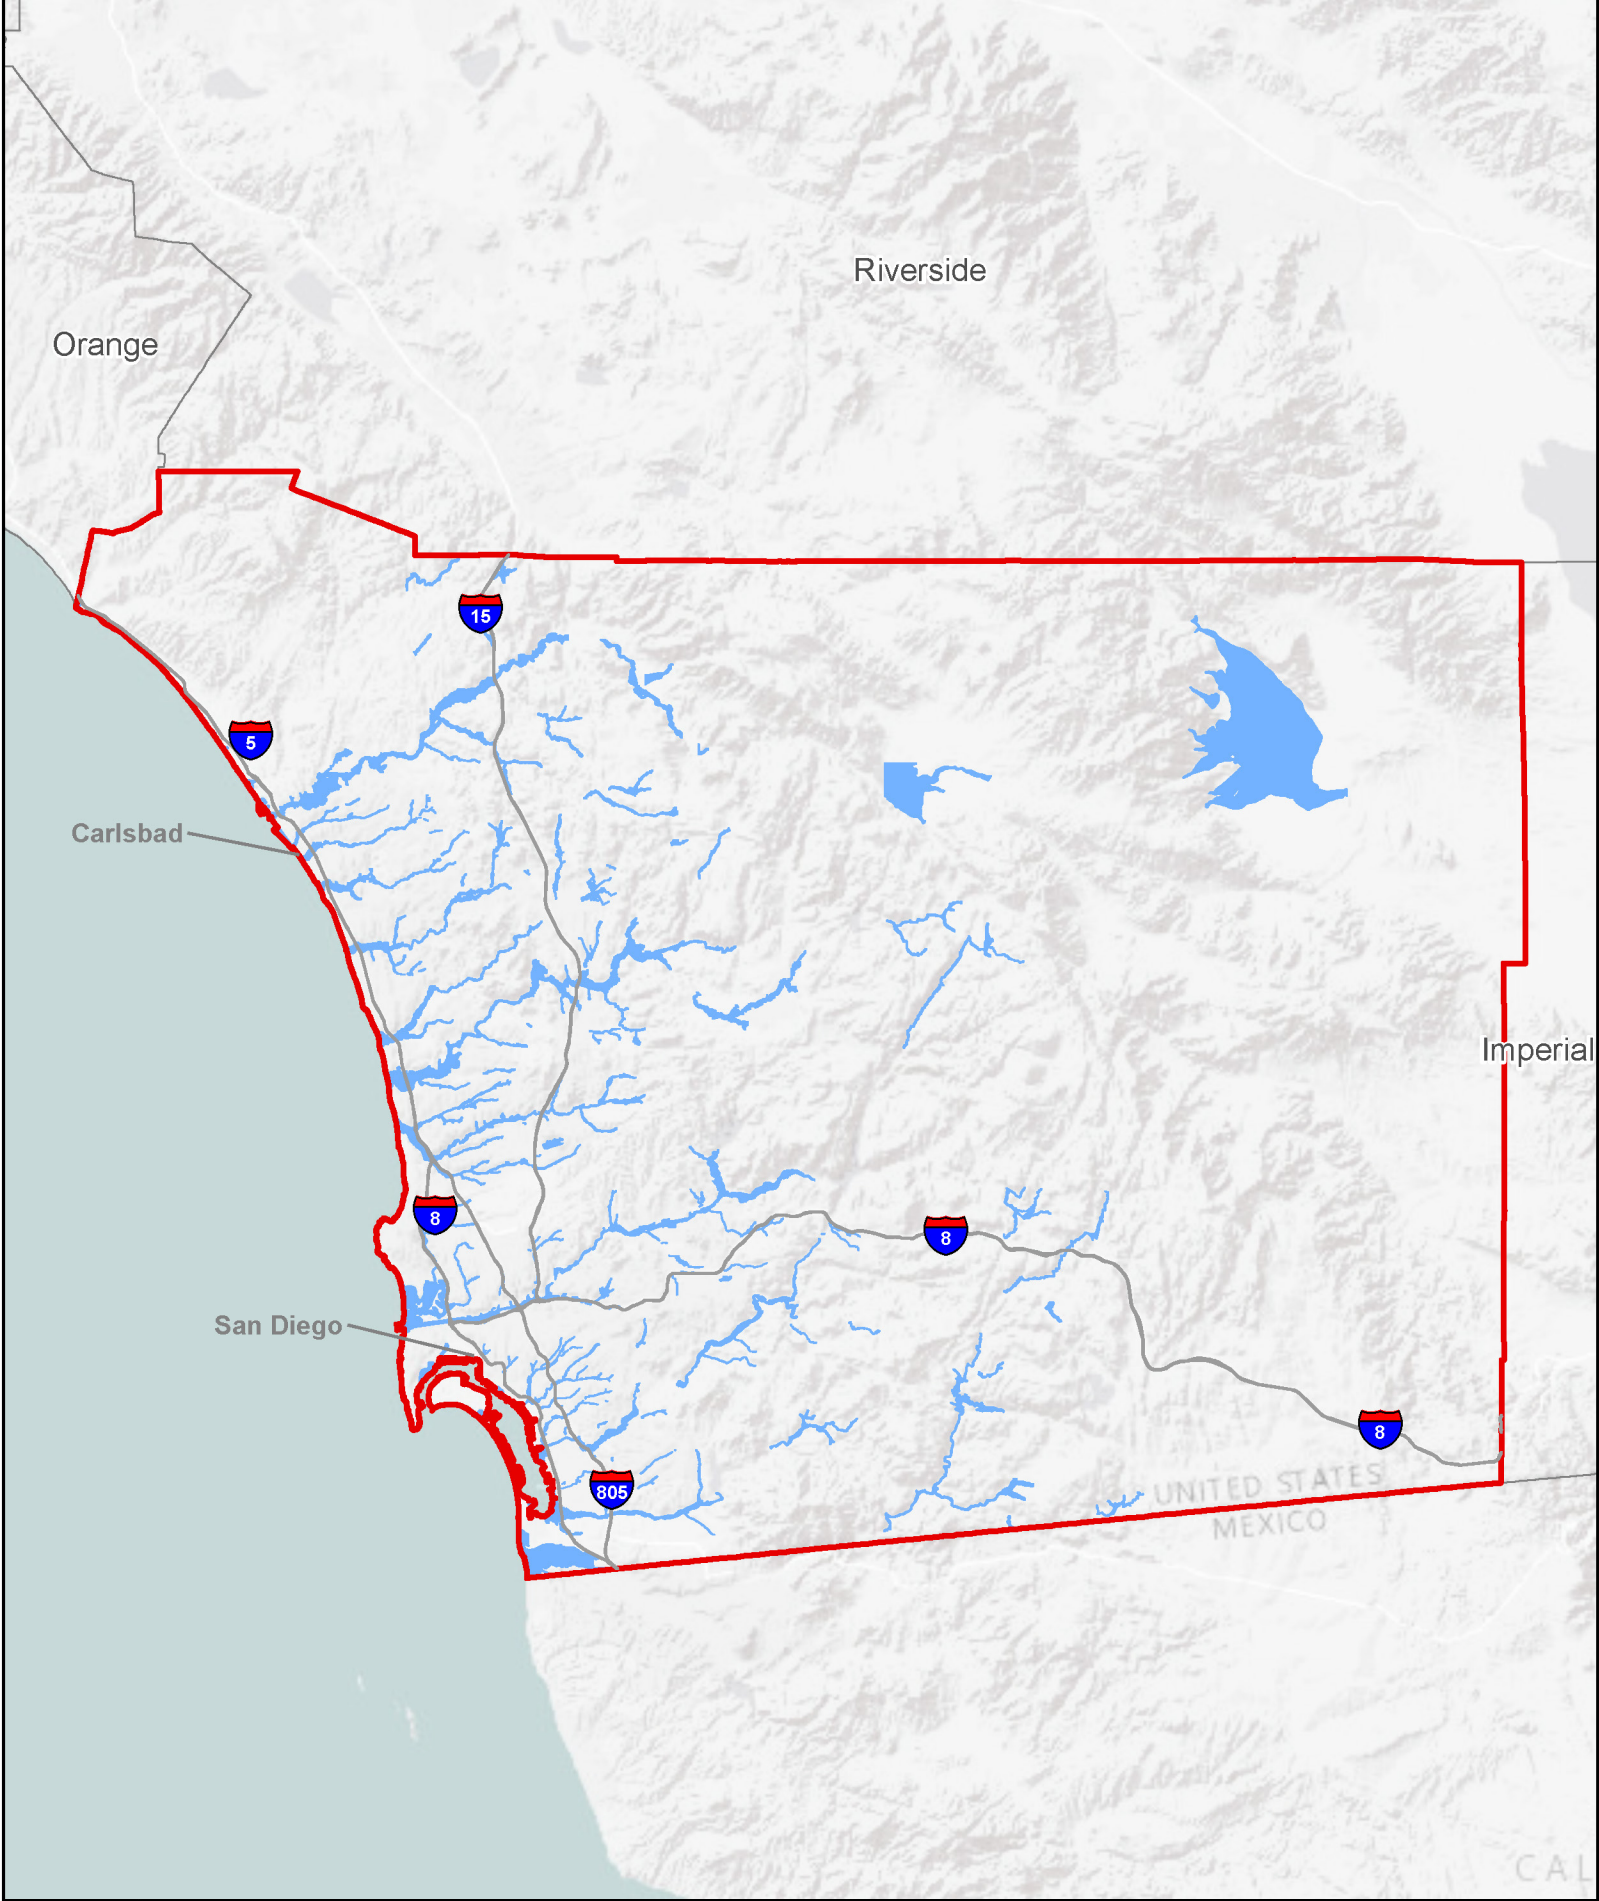 Riverside
Orange
15
5
Carlsbad
Imperial
8
8
San Diego
8
805
UNITED STATES
MEXICO
CAL